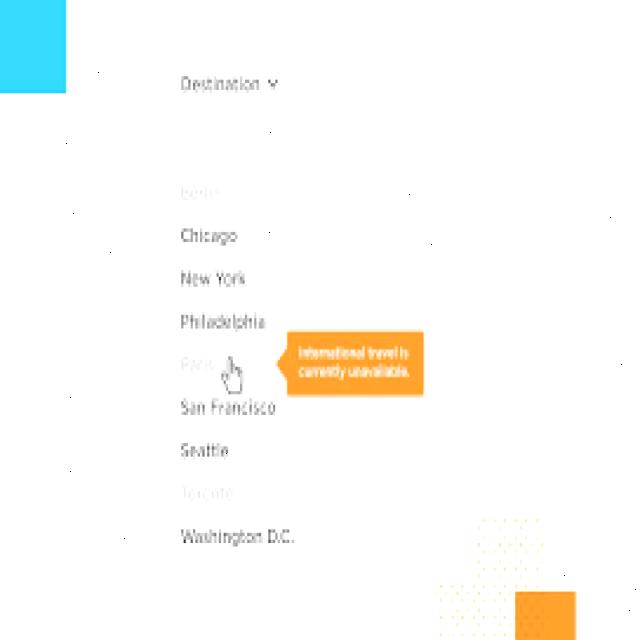 Destination
Berlin
Chicago
New York
Philadelphia
Paris
International travel is
currently unavailable.
San Francisco
Seattle
Toronto
Washington D.C.